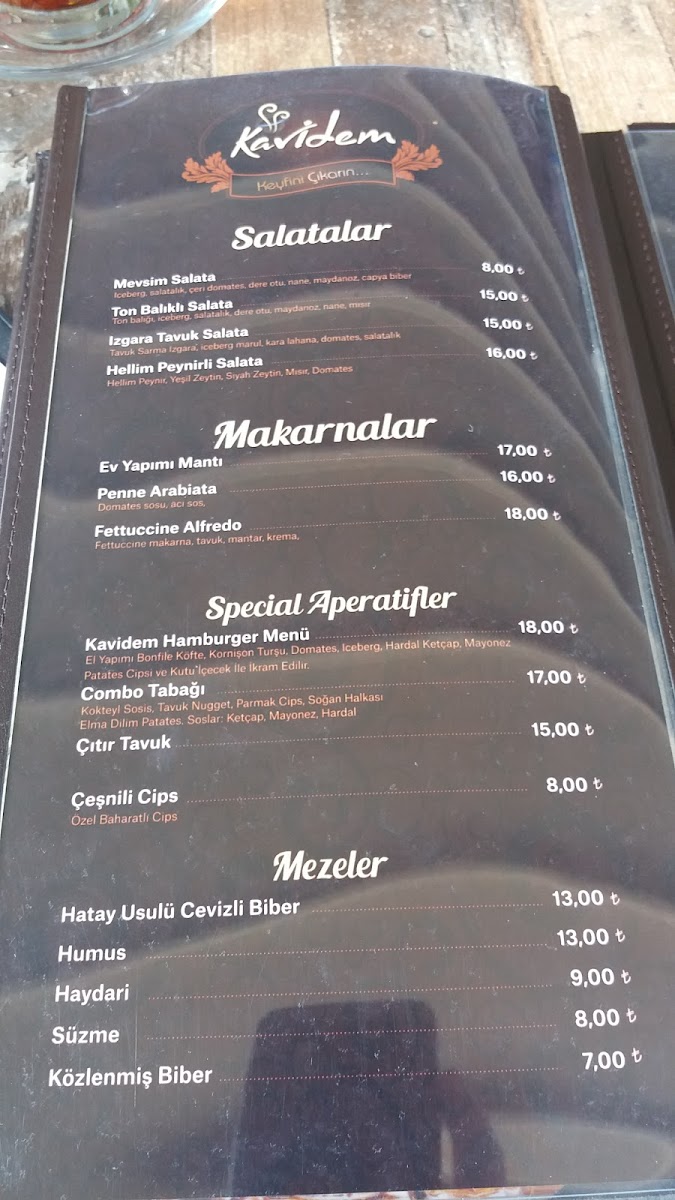 Kavidem
Keyfini Çıkarın...
Salatalar
Mevsim Salata 8,00 ₺
Iceberg, salatalık, çeri domates, dere otu, nane, maydanoz, capya biber
Ton Balıklı Salata 15,00 ₺
Ton balığı, iceberg, salatalık, dere otu, maydanoz, nane, mısır
Izgara Tavuk Salata 15,00 ₺
Tavuk Sarma Izgara, iceberg marul, kara lahana, domates, salatalık
Hellim Peynirli Salata 16,00 ₺
Hellim Peynir, Yeşil Zeytin, Siyah Zeytin, Mısır, Domates
Makarnalar
Ev Yapımı Mantı 17,00 ₺
Penne Arabiata 16,00 ₺
Domates sosu, acı sos,
Fettuccine Alfredo 18,00 ₺
Fettuccine makarna, tavuk, mantar, krema,
Special Aperatifler
Kavidem Hamburger Menü 18,00 ₺
El Yapımı Bonfile Köfte, Kornişon Turşu, Domates, Iceberg, Hardal Ketçap, Mayonez
Patates Cipsi ve Kutu İçecek İle İkram Edilir.
Combo Tabağı 17,00 ₺
Kokteyl Sosis, Tavuk Nugget, Parmak Cips, Soğan Halkası
Elma Dilim Patates. Soslar: Ketçap, Mayonez, Hardal
Çıtır Tavuk 15,00 ₺
Çeşnili Cips 8,00 ₺
Özel Baharatlı Cips
Mezeler
Hatay Usulü Cevizli Biber 13,00 ₺
Humus 13,00 ₺
Haydari 9,00 ₺
Süzme 8,00 ₺
Közlenmiş Biber 7,00 ₺